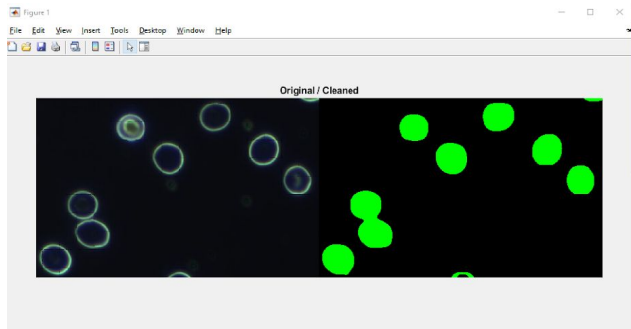 Figure 1
File Edit View Insert Tools Desktop Window Help
Original / Cleaned